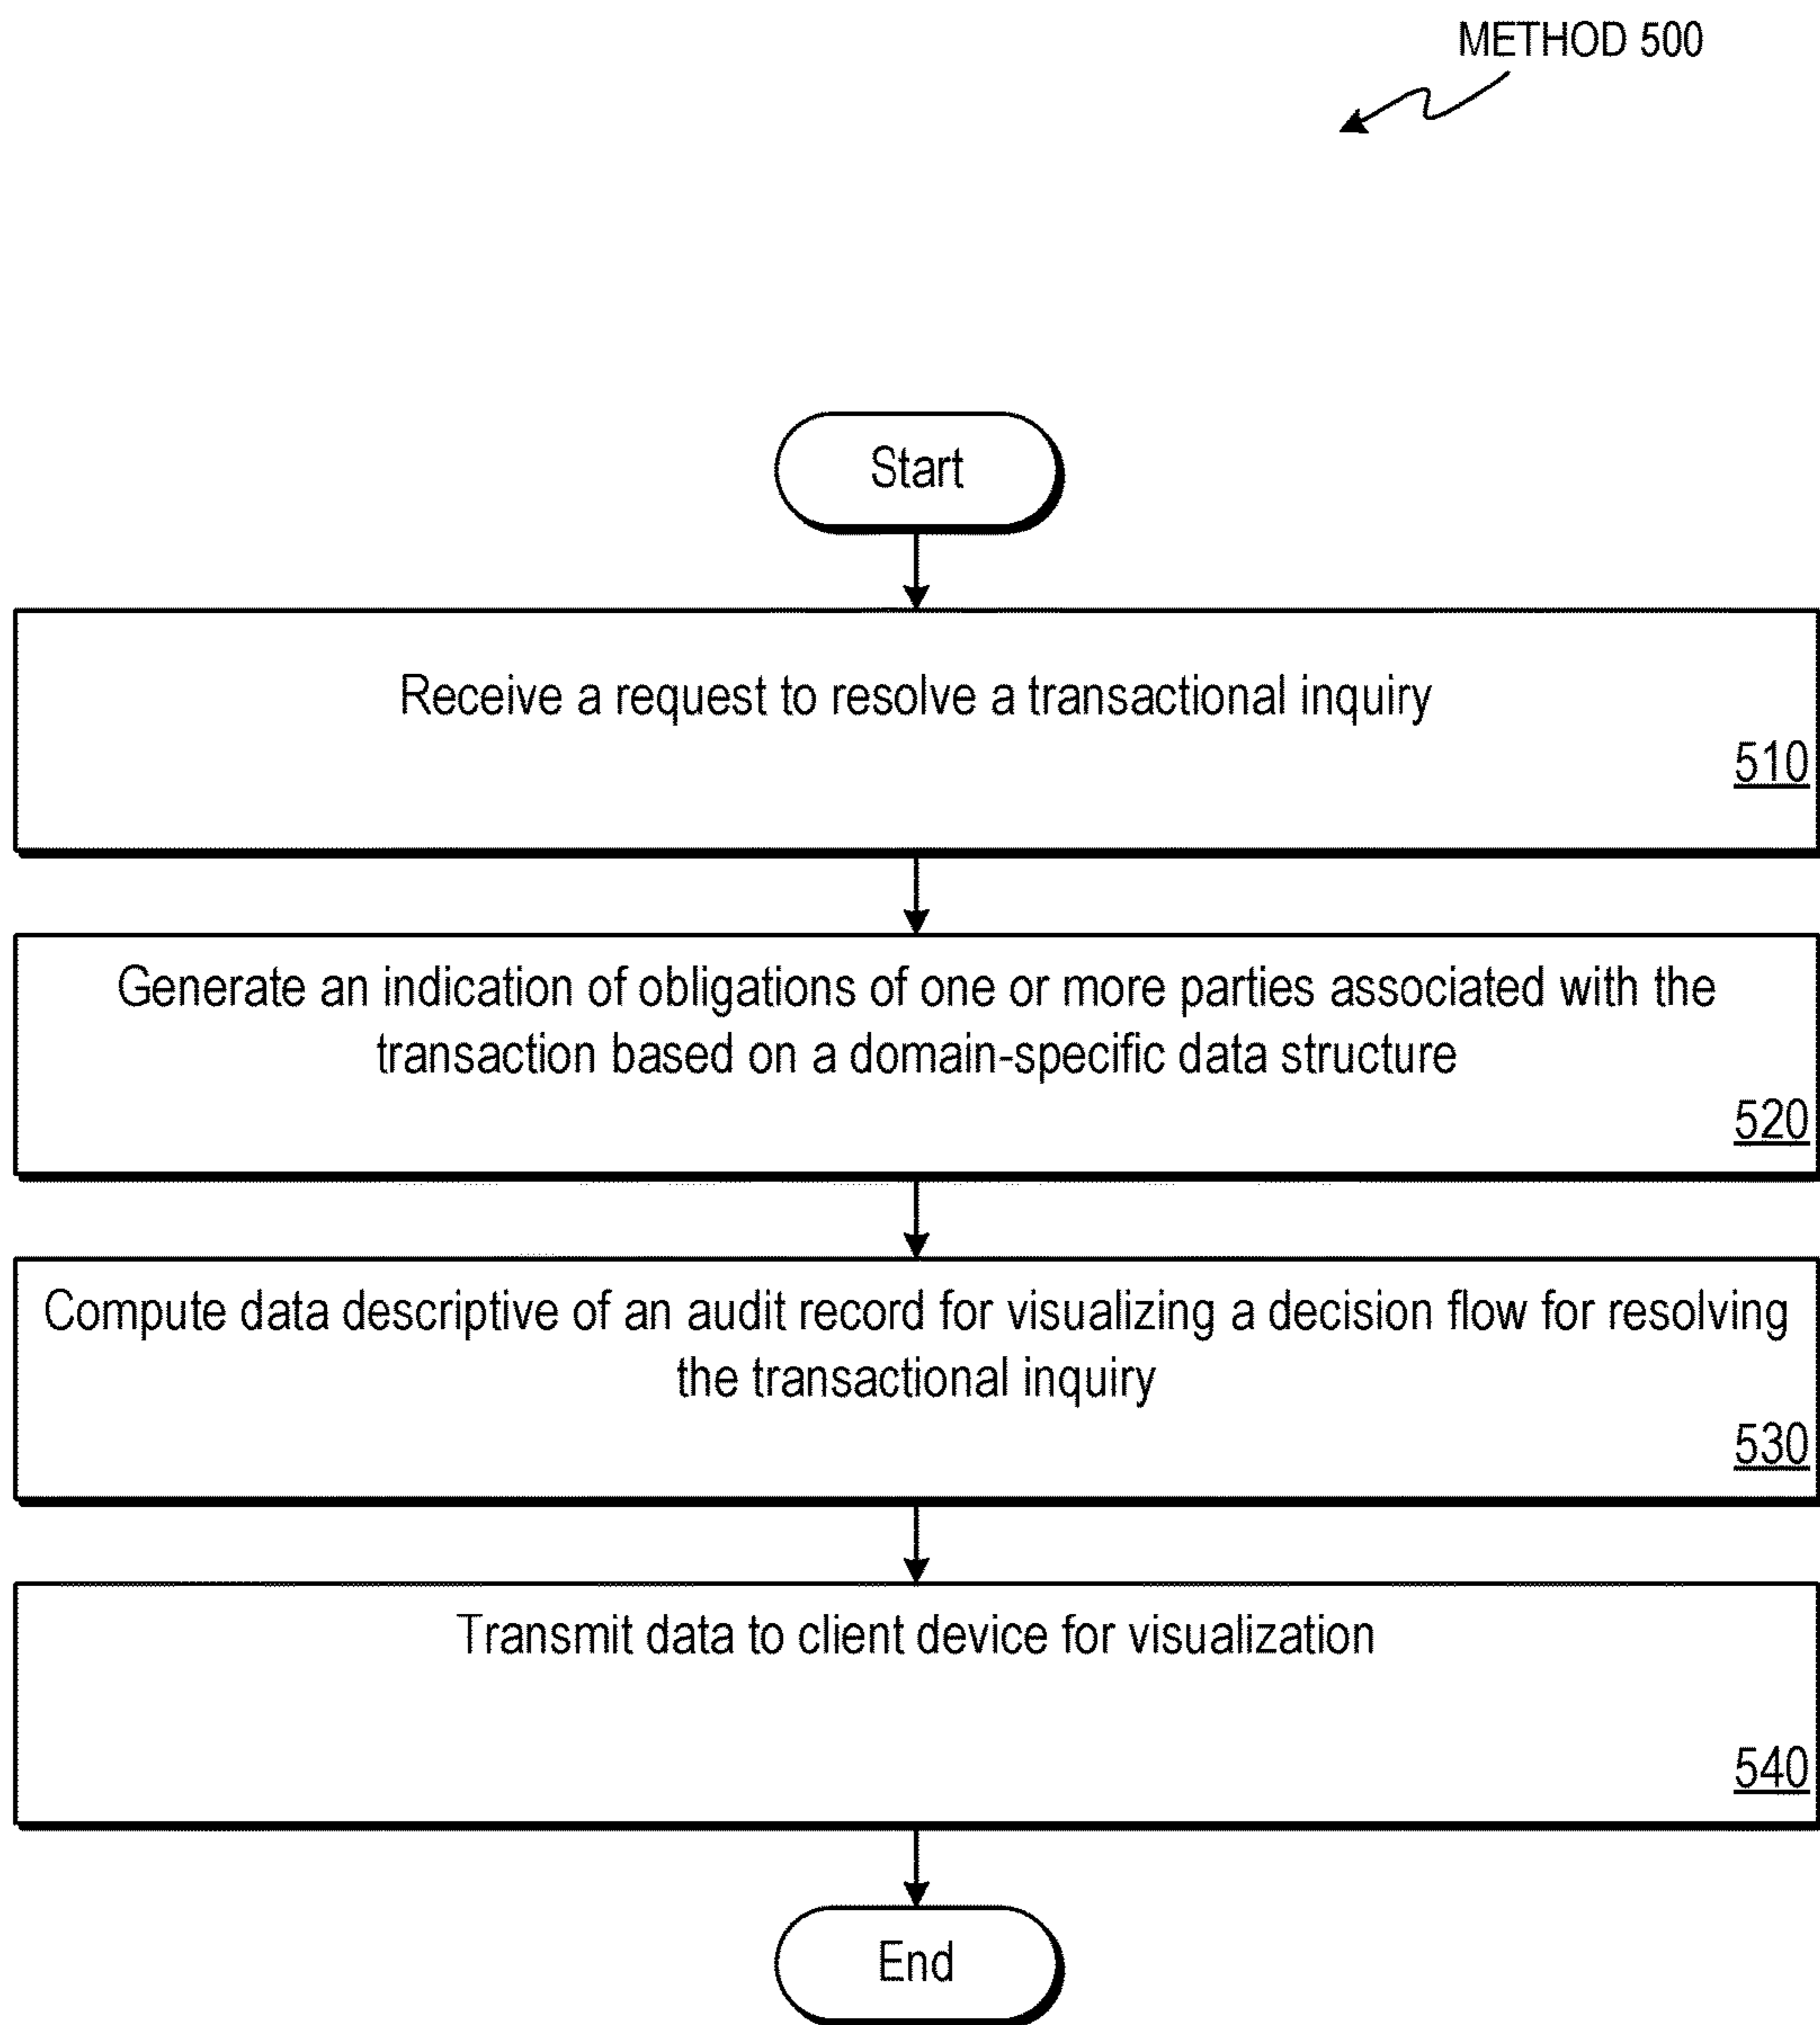 METHOD 500
Start
Receive a request to resolve a transactional inquiry
510
Generate an indication of obligations of one or more parties associated with the
transaction based on a domain-specific data structure
520
Compute data descriptive of an audit record for visualizing a decision flow for resolving
the transactional inquiry
530
Transmit data to client device for visualization
540
End